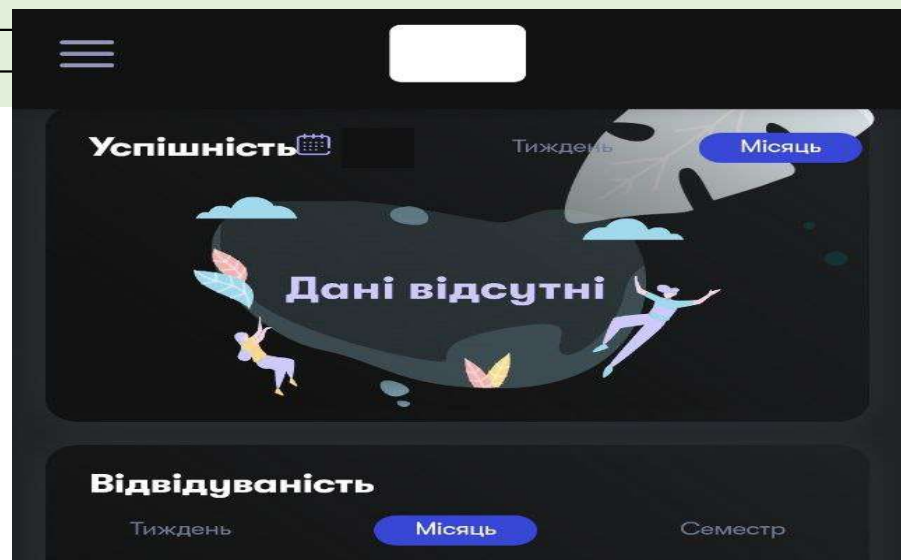 Успішність Тиждень Місяць
Дані відсутні
Відвідуваність
Тиждень Місяць Семестр